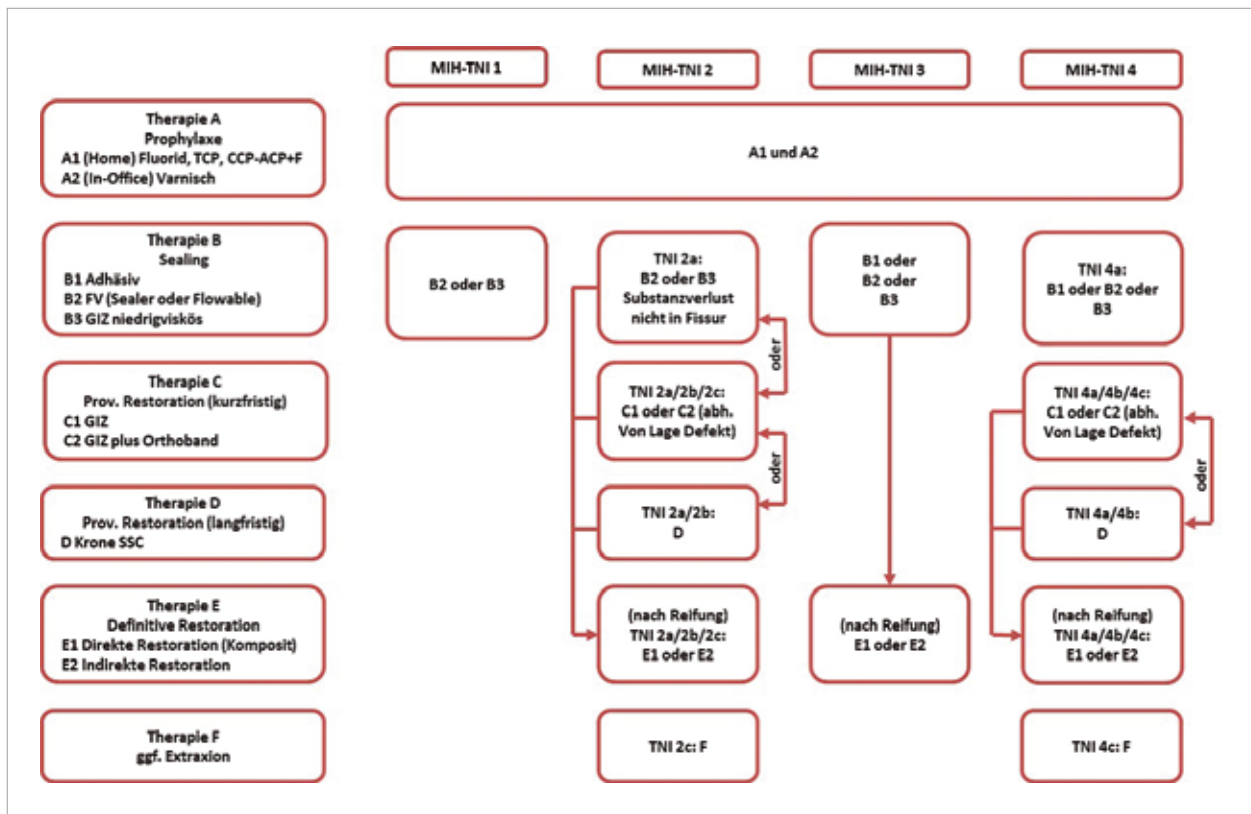 MIH-TNI 1
MIH-TNI 2
MIH-TNI 3
MIH-TNI 4
Therapie A
Prophylaxe
A1 (Home) Fluorid, TCP, CCP-ACP+F
A2 (In-Office) Varnisch
A1 und A2
Therapie B
Sealing
B1 Adhäsiv
B2 FV (Sealer oder Flowable)
B3 GIZ niedrigviskös
B2 oder B3
TNI 2a:
B2 oder B3
Substanzverlust
nicht in Fissur
B1 oder
B2 oder
B3
TNI 4a:
B1 oder B2 oder
B3
oder
Therapie C
Prov. Restoration (kurzfristig)
C1 GIZ
C2 GIZ plus Orthoband
TNI 2a/2b/2c:
C1 oder C2 (abh.
Von Lage Defekt)
TNI 4a/4b/4c:
C1 oder C2 (abh.
Von Lage Defekt)
oder
oder
Therapie D
Prov. Restoration (langfristig)
D Krone SSC
TNI 2a/2b:
D
TNI 4a/4b:
D
Therapie E
Definitive Restoration
E1 Direkte Restoration (Komposit)
E2 Indirekte Restoration
(nach Reifung)
TNI 2a/2b/2c:
E1 oder E2
(nach Reifung)
E1 oder E2
(nach Reifung)
TNI 4a/4b/4c:
E1 oder E2
Therapie F
ggf. Extraxion
TNI 2c: F
TNI 4c: F